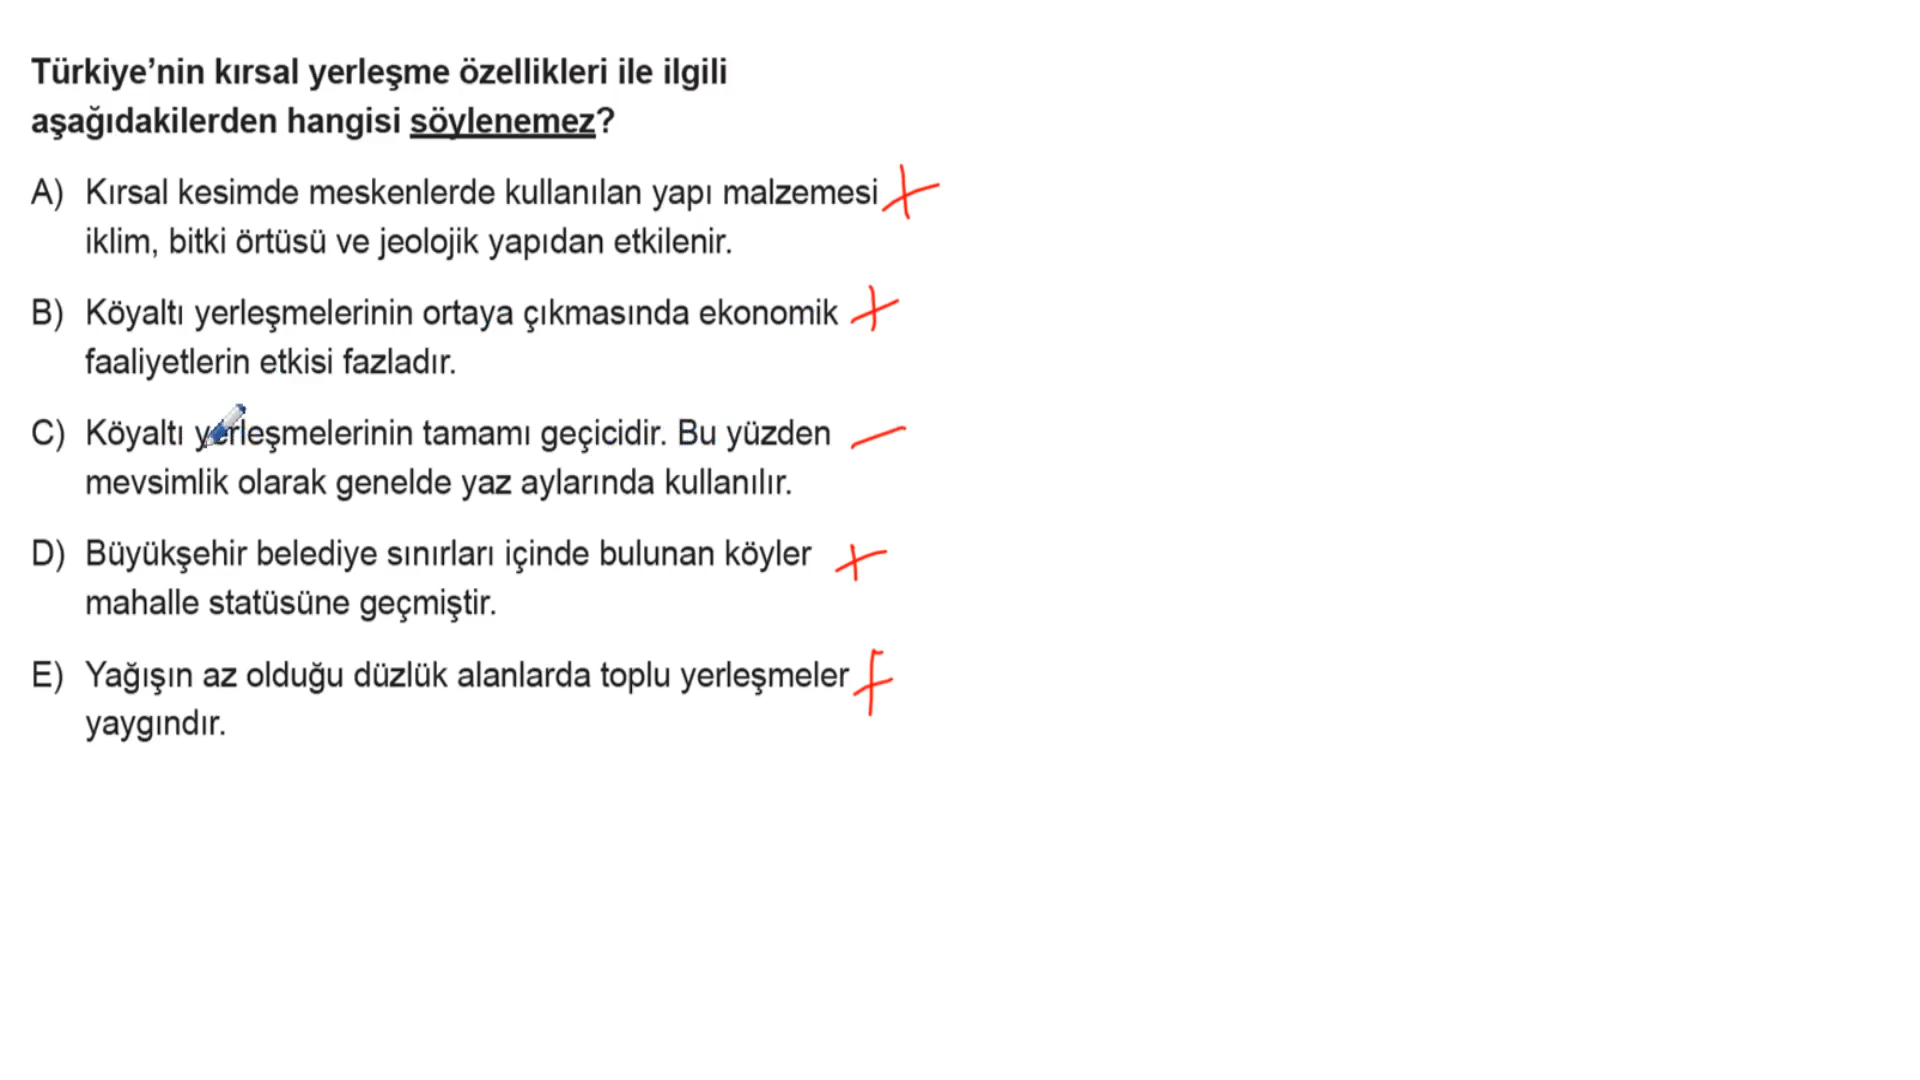 Türkiye’nin kırsal yerleşme özellikleri ile ilgili
aşağıdakilerden hangisi söylenemez?
A) Kırsal kesimde meskenlerde kullanılan yapı malzemesi +
iklim, bitki örtüsü ve jeolojik yapıdan etkilenir.
B) Köyaltı yerleşmelerinin ortaya çıkmasında ekonomik +
faaliyetlerin etkisi fazladır.
C) Köyaltı yerleşmelerinin tamamı geçicidir. Bu yüzden -
mevsimlik olarak genelde yaz aylarında kullanılır.
D) Büyükşehir belediye sınırları içinde bulunan köyler +
mahalle statüsüne geçmiştir.
E) Yağışın az olduğu düzlük alanlarda toplu yerleşmeler +
yaygındır.